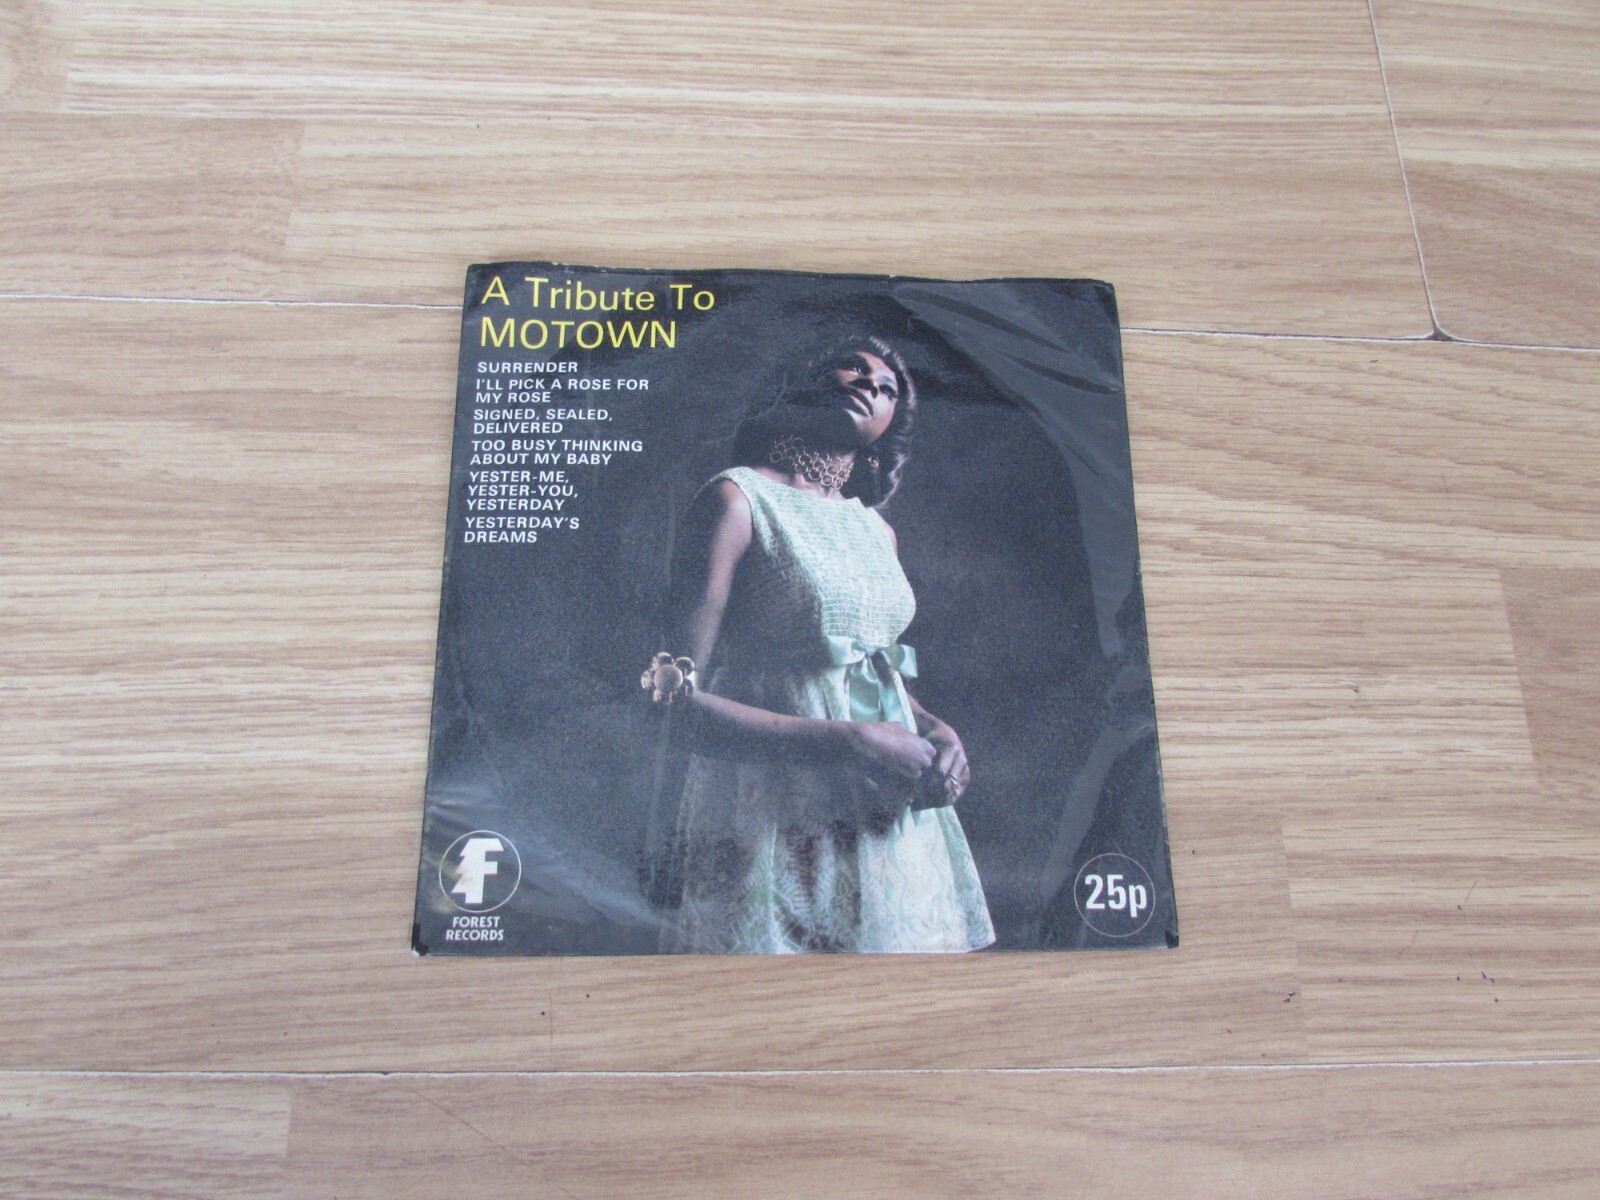 A Tribute To
MOTOWN
SURRENDER
I'LL PICK A ROSE FOR
MY ROSE
SIGNED, SEALED,
DELIVERED
TOO BUSY THINKING
ABOUT MY BABY
YESTER-ME,
YESTER-YOU,
YESTERDAY
YESTERDAY'S
DREAMS
F
FOREST
RECORDS
25p